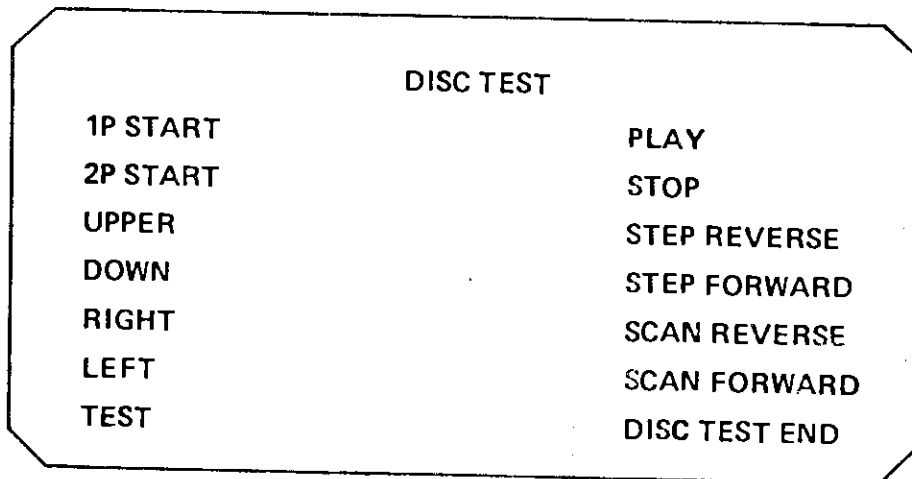 DISC TEST
1P START PLAY
2P START STOP
UPPER STEP REVERSE
DOWN STEP FORWARD
RIGHT SCAN REVERSE
LEFT SCAN FORWARD
TEST DISC TEST END